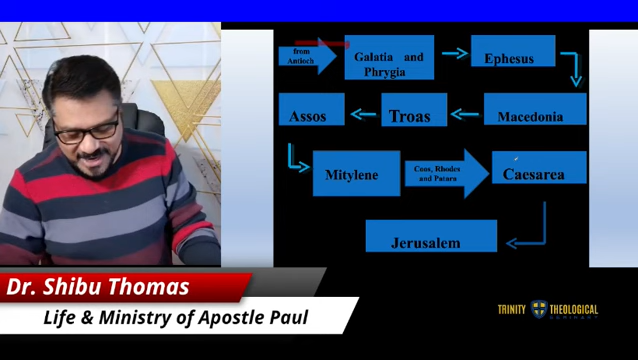 from
Antioch
Galatia and
Phrygia
Ephesus
Assos
Troas
Macedonia
Mitylene
Caos, Rhodes
and Patara
Caesarea
Jerusalem
Dr. Shibu Thomas
Life & Ministry of Apostle Paul
TRINITY THEOLOGICAL
SEMINARY